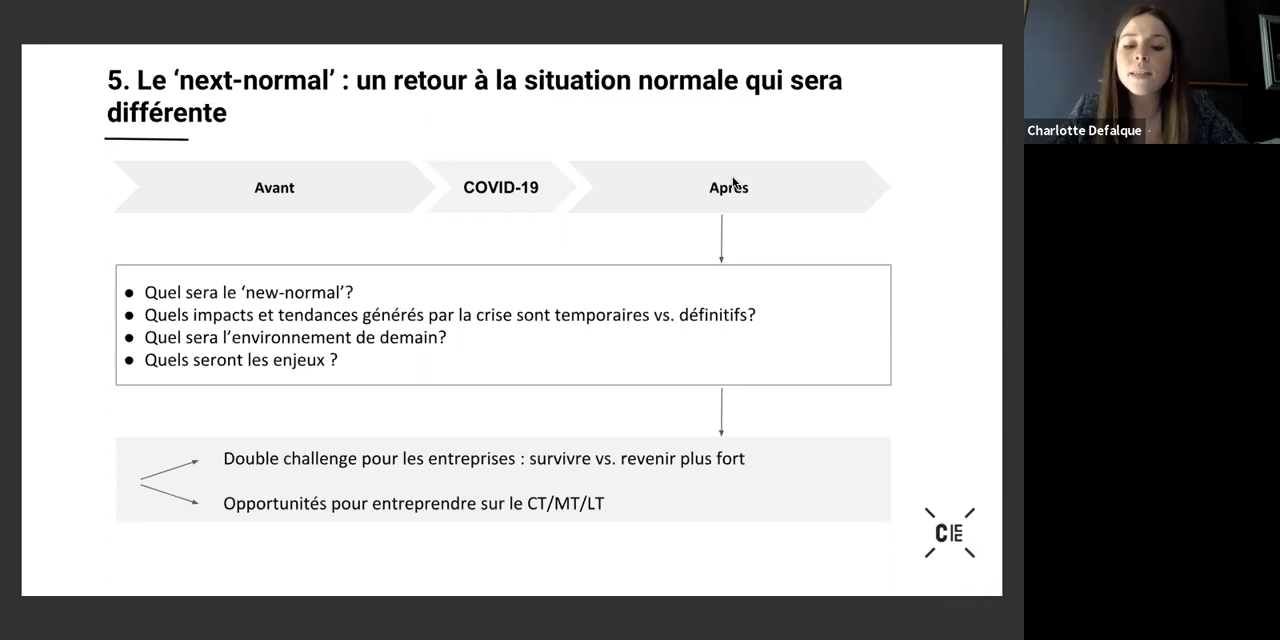 5. Le ‘next-normal’ : un retour à la situation normale qui sera
différente
Avant
COVID-19
Après
● Quel sera le ‘new-normal’?
● Quels impacts et tendances générés par la crise sont temporaires vs. définitifs?
● Quel sera l’environnement de demain?
● Quels seront les enjeux ?
Double challenge pour les entreprises : survivre vs. revenir plus fort
Opportunités pour entreprendre sur le CT/MT/LT
CIEE
Charlotte Defalque